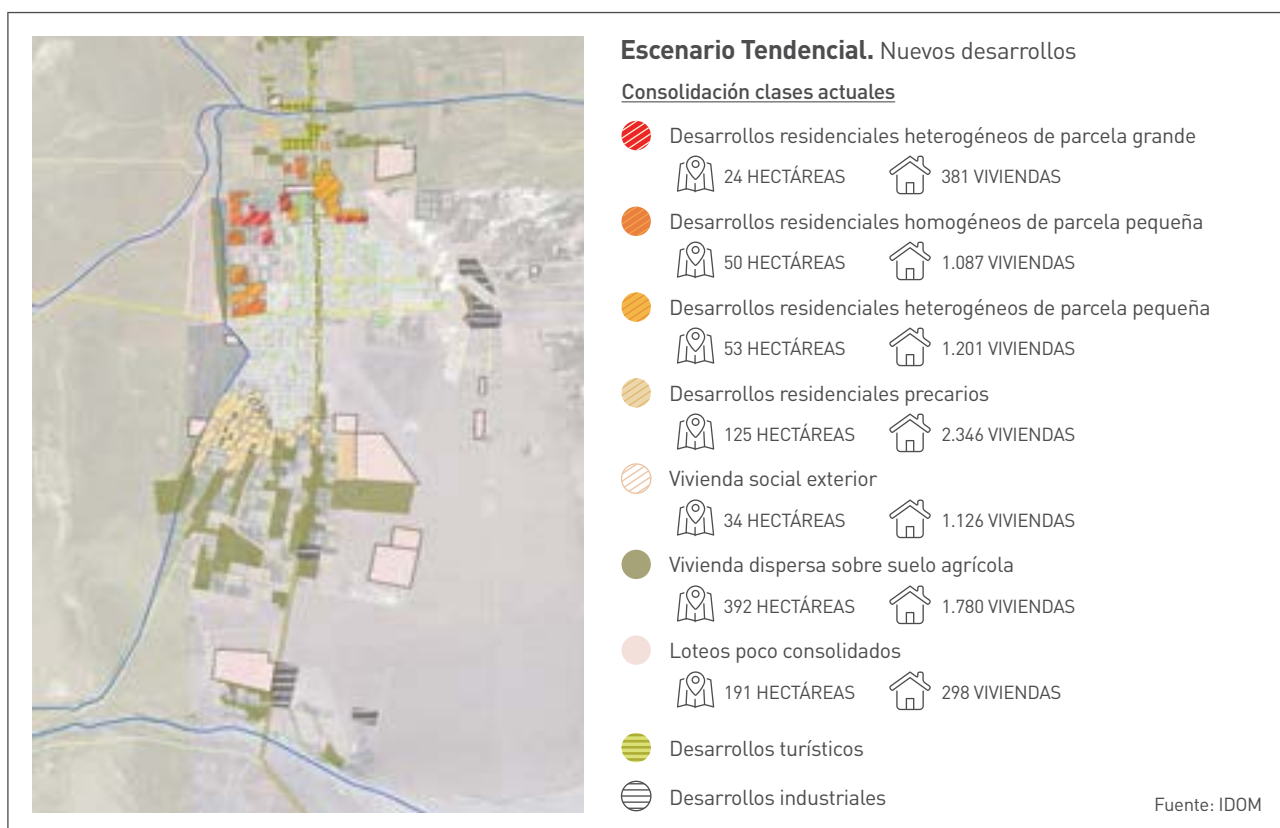 Escenario Tendencial. Nuevos desarrollos
Consolidación clases actuales
Desarrollos residenciales heterogéneos de parcela grande
24 HECTÁREAS 381 VIVIENDAS
Desarrollos residenciales homogéneos de parcela pequeña
50 HECTÁREAS 1.087 VIVIENDAS
Desarrollos residenciales heterogéneos de parcela pequeña
53 HECTÁREAS 1.201 VIVIENDAS
Desarrollos residenciales precarios
125 HECTÁREAS 2.346 VIVIENDAS
Vivienda social exterior
34 HECTÁREAS 1.126 VIVIENDAS
Vivienda dispersa sobre suelo agrícola
392 HECTÁREAS 1.780 VIVIENDAS
Loteos poco consolidados
191 HECTÁREAS 298 VIVIENDAS
Desarrollos turísticos
Desarrollos industriales
Fuente: IDOM